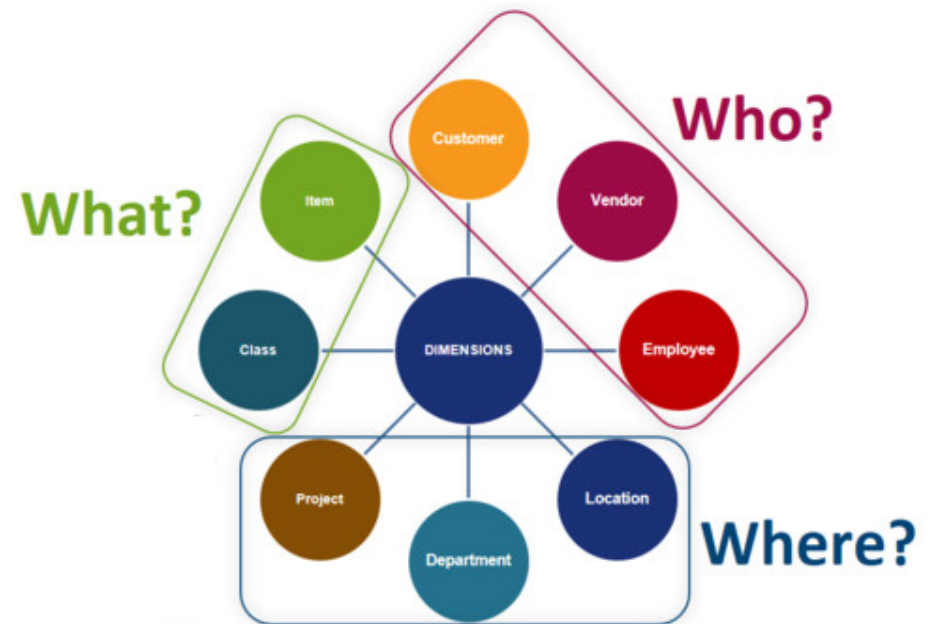 Who?
Customer
What?
Item
Vendor
Class
DIMENSIONS
Employee
Project
Location
Where?
Department